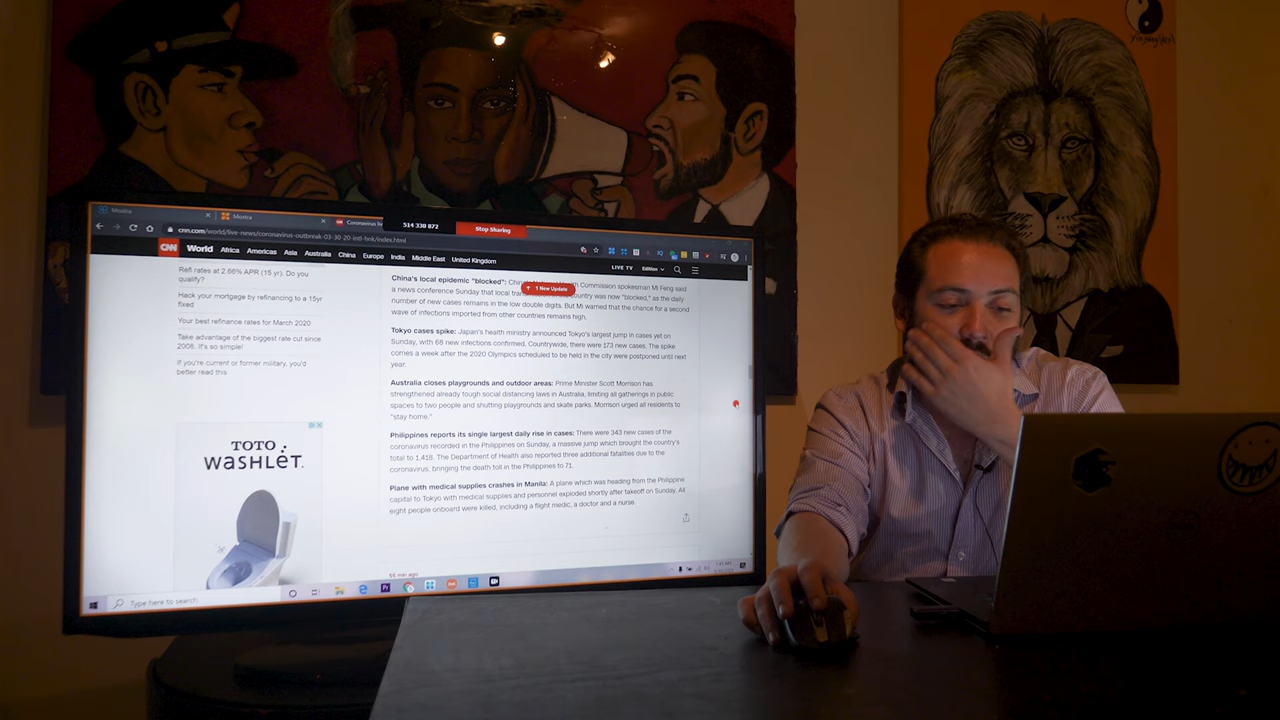 Mostra
Mostra
Coronavirus liv
514 330 872
Stop Sharing
cnn.com/world/live-news/coronavirus-outbreak-03-30-20-intl-hnk/index.html
CNN
World
Africa
Americas
Asia
Australia
China
Europe
India
Middle East
United Kingdom
LIVE TV
Edition
Refi rates at 2.66% APR (15 yr). Do you
qualify?
Hack your mortgage by refinancing to a 15yr
fixed
Your best refinance rates for March 2020
Take advantage of the biggest rate cut since
2008. It's so simple!
If you're current or former military, you'd
better read this
TOTO
WASHLET.
1 New Update
China's local epidemic "blocked": Commission spokesman Mi Feng said
a news conference Sunday that local country was now "blocked," as the daily
number of new cases remains in the low double digits. But Mi warned that the chance for a second
wave of infections imported from other countries remains high.
Tokyo cases spike: Japan's health ministry announced Tokyo's largest jump in cases yet on
Sunday, with 68 new infections confirmed. Countrywide, there were 173 new cases. The spike
comes a week after the 2020 Olympics scheduled to be held in the city were postponed until next
year.
Australia closes playgrounds and outdoor areas: Prime Minister Scott Morrison has
strengthened already tough social distancing laws in Australia, limiting all gatherings in public
spaces to two people and shutting playgrounds and skate parks. Morrison urged all residents to
"stay home."
Philippines reports its single largest daily rise in cases: There were 343 new cases of the
coronavirus recorded in the Philippines on Sunday, a massive jump which brought the country's
total to 1,418. The Department of Health also reported three additional fatalities due to the
coronavirus, bringing the death toll in the Philippines to 71.
Plane with medical supplies crashes in Manila: A plane which was heading from the Philippine
capital to Tokyo with medical supplies and personnel exploded shortly after takeoff on Sunday. All
eight people onboard were killed, including a flight medic, a doctor and a nurse.
55 min ago
Type here to search
Pr